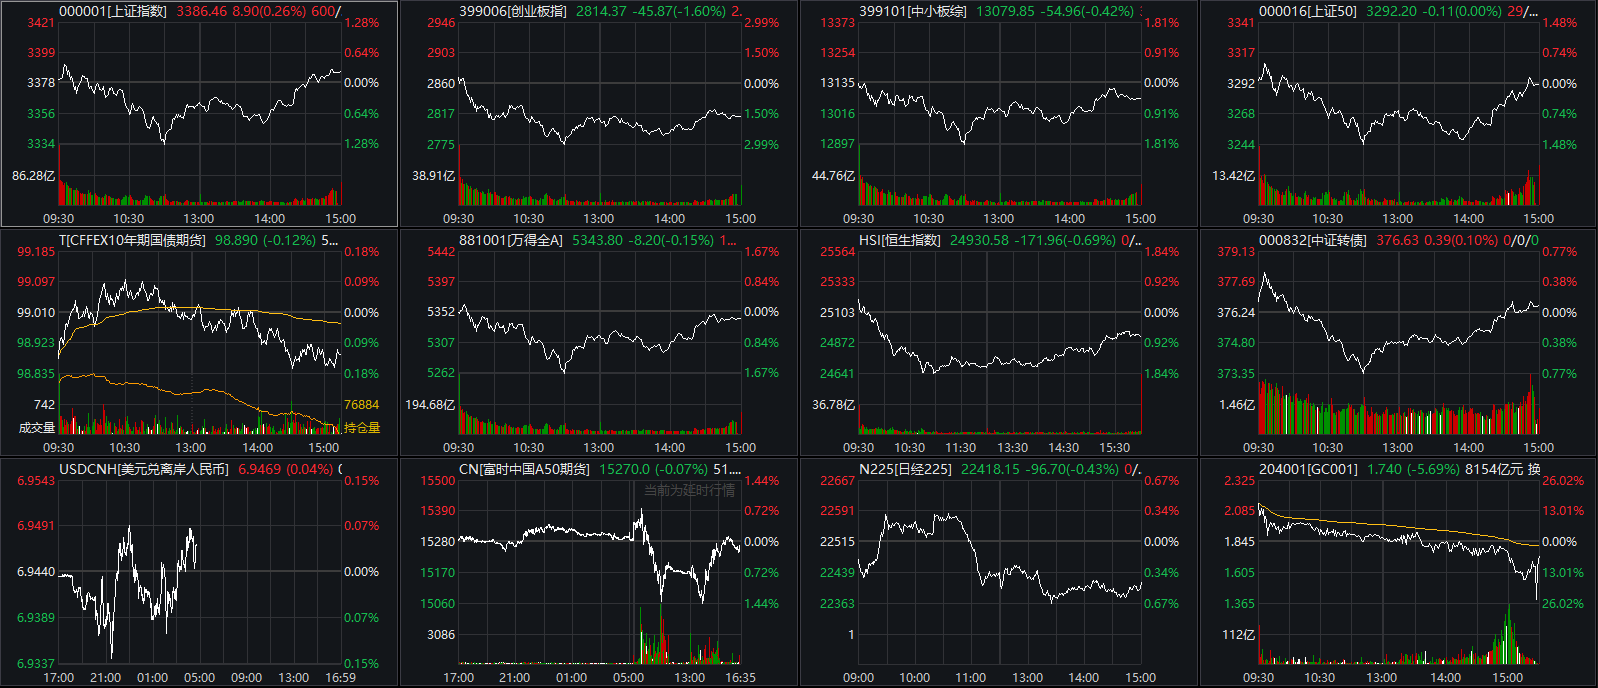 000001[上证指数] 3386.46 8.90(0.26%) 600/
3421 1.28%
3399 0.64%
3378 0.00%
3356 0.64%
3334 1.28%
86.28亿
09:30 10:30 13:00 14:00 15:00
399006[创业板指] 2814.37 -45.87(-1.60%) 2.
2946 2.99%
2903 1.50%
2860 0.00%
2817 1.50%
2775 2.99%
38.91亿
09:30 10:30 13:00 14:00 15:00
399101[中小板综] 13079.85 -54.96(-0.42%)
13373 1.81%
13254 0.91%
13135 0.00%
13016 0.91%
12897 1.81%
44.76亿
09:30 10:30 13:00 14:00 15:00
000016[上证50] 3292.20 -0.11(0.00%) 29/...
3341 1.48%
3317 0.74%
3292 0.00%
3268 0.74%
3244 1.48%
13.42亿
09:30 10:30 13:00 14:00 15:00
T[CFFEX10年期国债期货] 98.890 (-0.12%) 5...
99.185 0.18%
99.097 0.09%
99.010 0.00%
98.923 0.09%
98.835 0.18%
742 76884
成交量 持仓量
09:30 10:30 13:00 14:00 15:00
881001[万得全A] 5343.80 -8.20(-0.15%) 1...
5442 1.67%
5397 0.84%
5352 0.00%
5307 0.84%
5262 1.67%
194.68亿
09:30 10:30 13:00 14:00 15:00
HSI[恒生指数] 24930.58 -171.96(-0.69%) 0/..
25564 1.84%
25333 0.92%
25103 0.00%
24872 0.92%
24641 1.84%
36.78亿
09:30 10:30 11:30 13:30 14:30 15:30
000832[中证转债] 376.63 0.39(0.10%) 0/0/0
379.13 0.77%
377.69 0.38%
376.24 0.00%
374.80 0.38%
373.35 0.77%
1.46亿
09:30 10:30 13:00 14:00 15:00
USDCNH[美元兑离岸人民币] 6.9469 (0.04%) 0
6.9543 0.15%
6.9491 0.07%
6.9440 0.00%
6.9389 0.07%
6.9337 0.15%
17:00 21:00 01:00 05:00 09:00 13:00 16:59
CN[富时中国A50期货] 15270.0 (-0.07%) 51....
当前为延时行情
15500 1.44%
15390 0.72%
15280 0.00%
15170 0.72%
15060 1.44%
3086
17:00 21:00 01:00 05:00 13:00 16:35
N225[日经225] 22418.15 -96.70(-0.43%) 0/.
22667 0.67%
22591 0.34%
22515 0.00%
22439 0.34%
22363 0.67%
1
09:00 10:00 11:00 13:00 14:00 15:00
204001[GC001] 1.740 (-5.69%) 8154亿元 换
2.325 26.02%
2.085 13.01%
1.845 0.00%
1.605 13.01%
1.365 26.02%
112亿
09:30 10:30 13:00 14:00 15:00